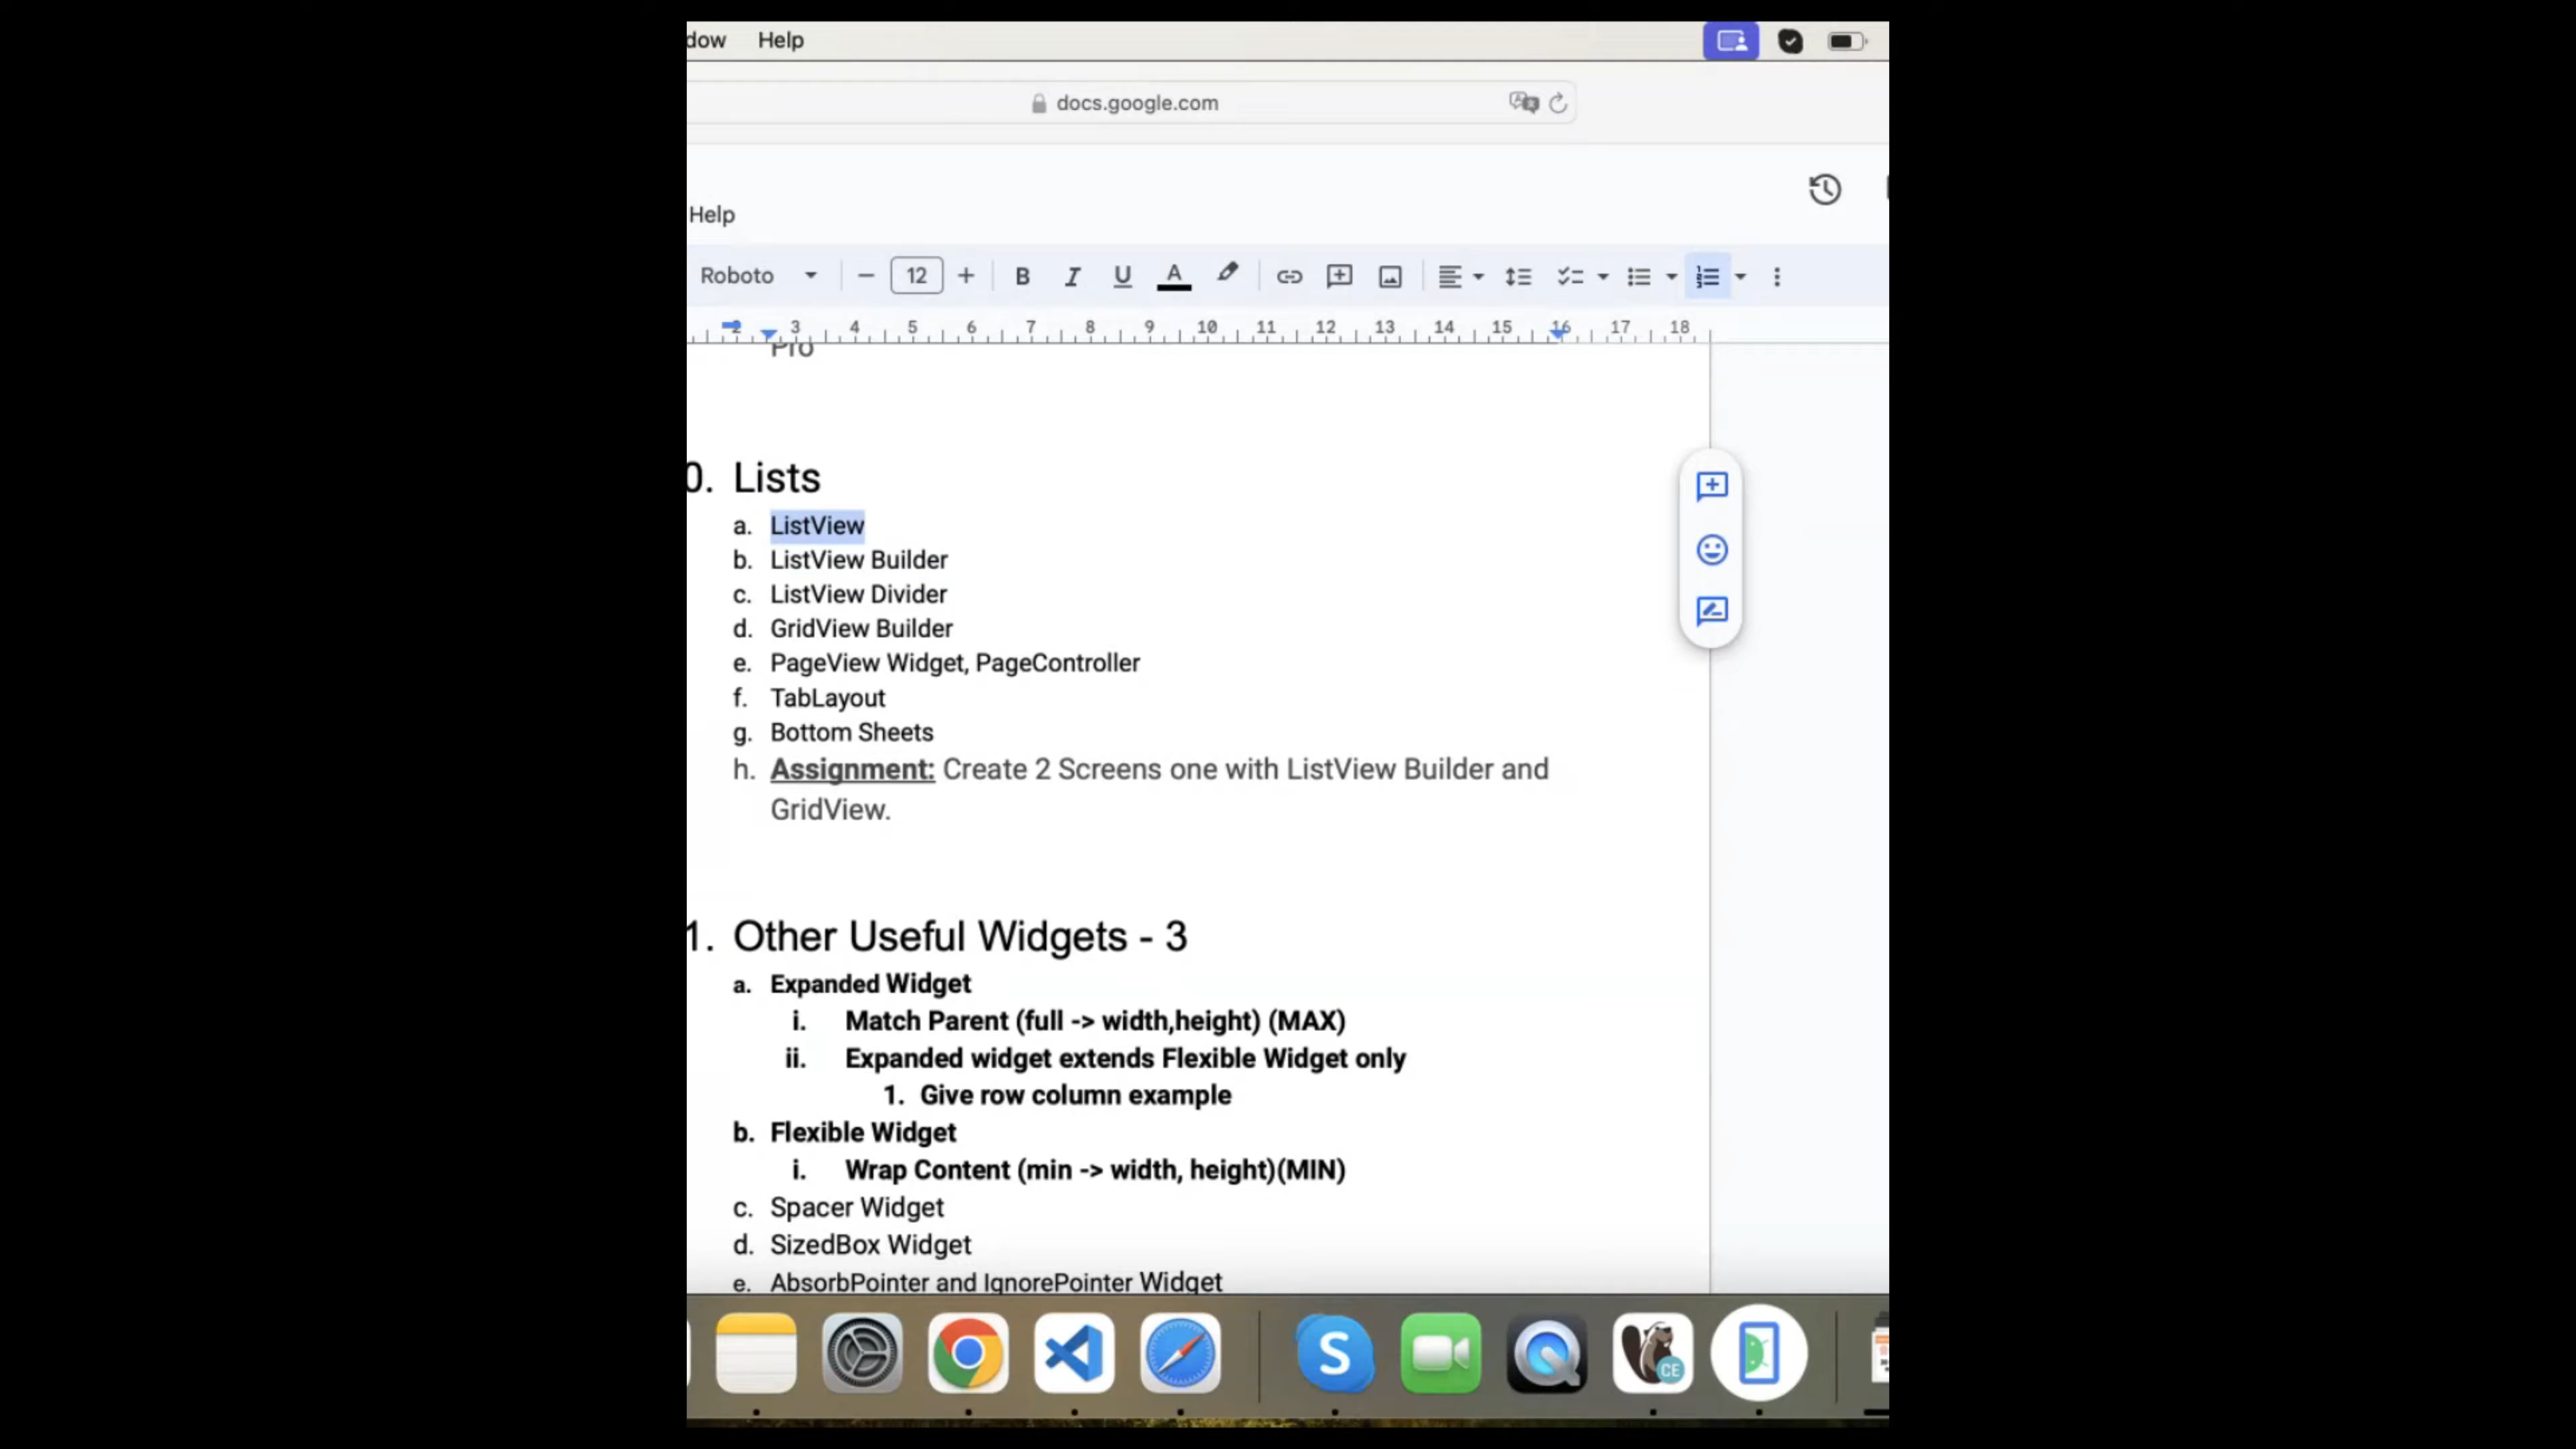 dow Help
docs.google.com
Help
Roboto 12 B I U A
2 3 4 5 6 7 8 9 10 11 12 13 14 15 16 17 18
Pro
0. Lists
a. ListView
b. ListView Builder
c. ListView Divider
d. GridView Builder
e. PageView Widget, PageController
f. TabLayout
g. Bottom Sheets
h. Assignment: Create 2 Screens one with ListView Builder and
GridView.
1. Other Useful Widgets - 3
a. Expanded Widget
i. Match Parent (full -> width,height) (MAX)
ii. Expanded widget extends Flexible Widget only
1. Give row column example
b. Flexible Widget
i. Wrap Content (min -> width, height)(MIN)
c. Spacer Widget
d. SizedBox Widget
e. AbsorbPointer and IgnorePointer Widget
S CE